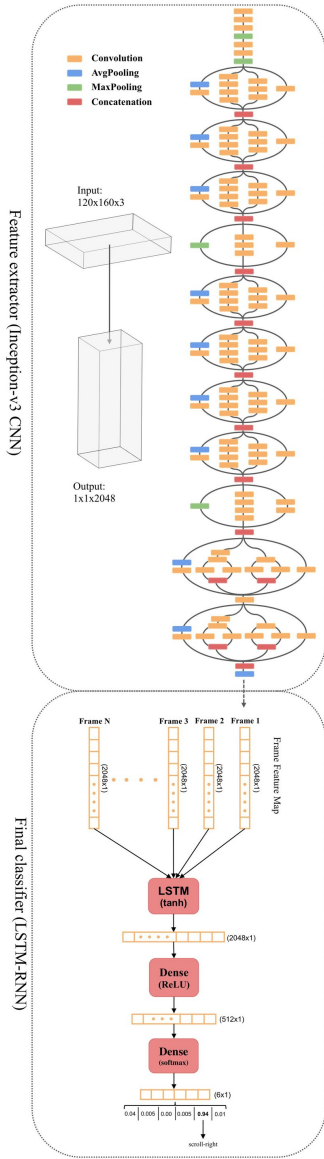 Convolution
AvgPooling
MaxPooling
Concatenation
Input:
120x160x3
Output:
1x1x2048
Feature extractor (Inception-v3 CNN)
Frame N
Frame 3
Frame 2
Frame 1
(2048x1)
(2048x1)
(2048x1)
(2048x1)
Frame Feature Map
LSTM
(tanh)
(2048x1)
Dense
(ReLU)
(512x1)
Dense
(softmax)
(6x1)
0.04 0.005 0.00 0.005 0.94 0.01
scroll-right
Final classifier (LSTM-RNN)